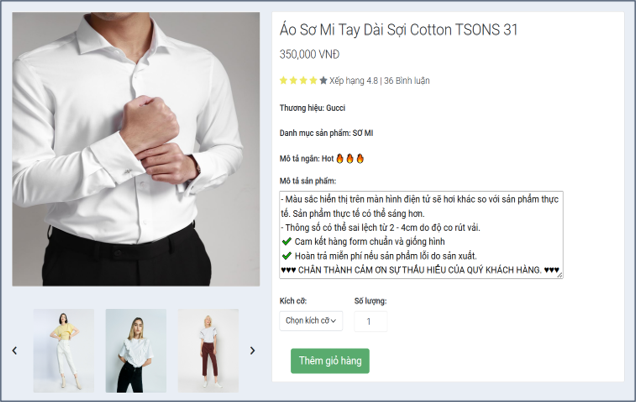 Áo Sơ Mi Tay Dài Sợi Cotton TSONS 31
350,000 VNĐ
Xếp hạng 4.8 | 36 Bình luận
Thương hiệu: Gucci
Danh mục sản phẩm: SƠ MI
Mô tả ngắn: Hot 🔥🔥🔥
Mô tả sản phẩm:
- Màu sắc hiển thị trên màn hình điện tử sẽ hơi khác so với sản phẩm thực
tế. Sản phẩm thực tế có thể sáng hơn.
- Thông số có thể sai lệch từ 2 - 4cm do độ co rút vải.
✔ Cam kết hàng form chuẩn và giống hình
✔ Hoàn trả miễn phí nếu sản phẩm lỗi do sản xuất.
♥♥♥ CHÂN THÀNH CẢM ƠN SỰ THẤU HIỂU CỦA QUÝ KHÁCH HÀNG. ♥♥♥
Kích cỡ: Số lượng:
Chọn kích cỡ 1
Thêm giỏ hàng